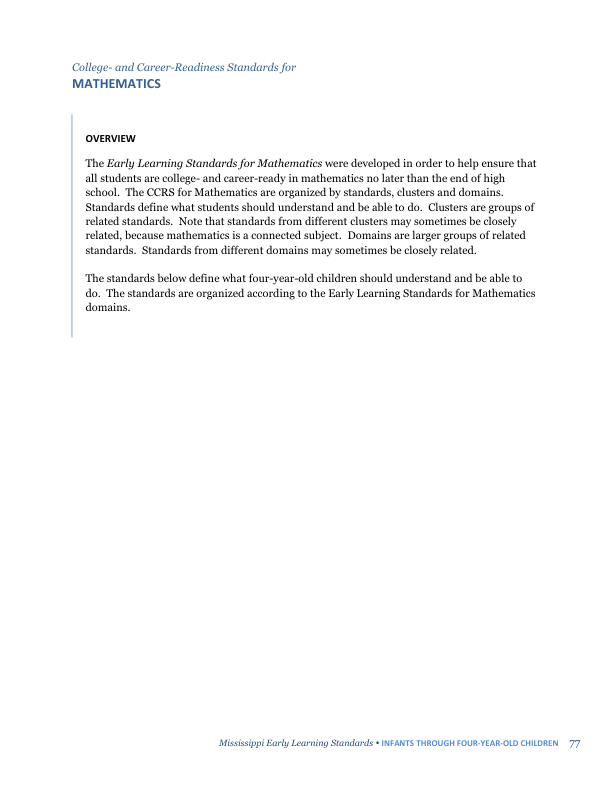 College- and Career-Readiness Standards for
MATHEMATICS
OVERVIEW
The Early Learning Standards for Mathematics were developed in order to help ensure that
all students are college- and career-ready in mathematics no later than the end of high
school.  The CCRS for Mathematics are organized by standards, clusters and domains.
Standards define what students should understand and be able to do.  Clusters are groups of
related standards.  Note that standards from different clusters may sometimes be closely
related, because mathematics is a connected subject.  Domains are larger groups of related
standards.  Standards from different domains may sometimes be closely related.
The standards below define what four-year-old children should understand and be able to
do.  The standards are organized according to the Early Learning Standards for Mathematics
domains.
Mississippi Early Learning Standards • INFANTS THROUGH FOUR-YEAR-OLD CHILDREN 77